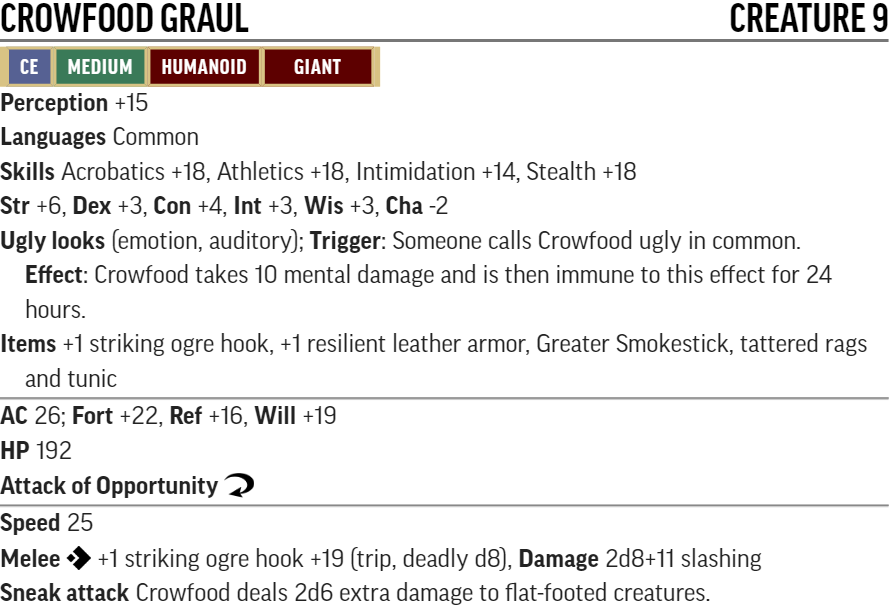 CROWFOOD GRAUL CREATURE 9
CE MEDIUM HUMANOID GIANT
Perception +15
Languages Common
Skills Acrobatics +18, Athletics +18, Intimidation +14, Stealth +18
Str +6, Dex +3, Con +4, Int +3, Wis +3, Cha -2
Ugly looks (emotion, auditory); Trigger: Someone calls Crowfood ugly in common.
Effect: Crowfood takes 10 mental damage and is then immune to this effect for 24
hours.
Items +1 striking ogre hook, +1 resilient leather armor, Greater Smokestick, tattered rags
and tunic
AC 26; Fort +22, Ref +16, Will +19
HP 192
Attack of Opportunity
Speed 25
Melee +1 striking ogre hook +19 (trip, deadly d8), Damage 2d8+11 slashing
Sneak attack Crowfood deals 2d6 extra damage to flat-footed creatures.